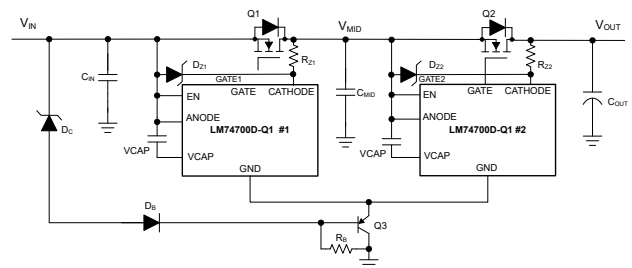 Q1
Q2
VIN
VMID
VOUT
DZ1
RZ1
DZ2
RZ2
CIN
GATE1
GATE2
GATE CATHODE
GATE CATHODE
EN
EN
CMID
COUT
ANODE
ANODE
DC
LM74700D-Q1 #1
LM74700D-Q1 #2
VCAP
VCAP
VCAP
VCAP
GND
GND
DB
Q3
RB